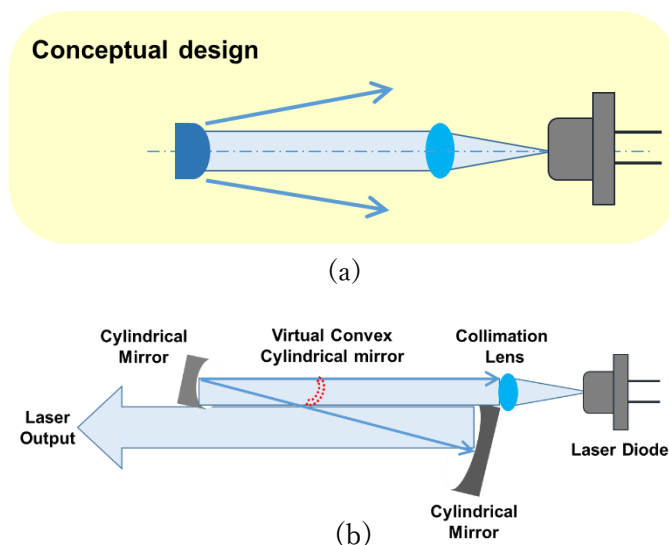 Conceptual design
(a)
Cylindrical
Mirror
Virtual Convex
Cylindrical mirror
Collimation
Lens
Laser
Output
Laser Diode
Cylindrical
Mirror
(b)